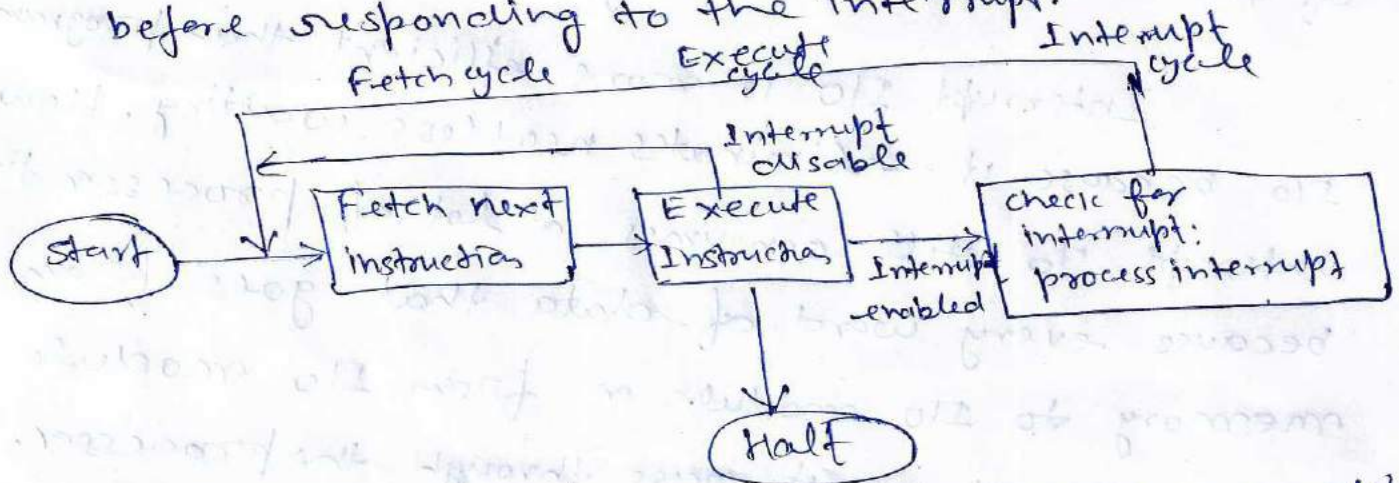 before responding to the interrupt.
Fetch cycle
Execute
cycle
Interrupt
cycle
Interrupt
disable
Start
Fetch next
instruction
Execute
Instruction
Interrupt
enabled
check for
interrupt:
process interrupt
Halt